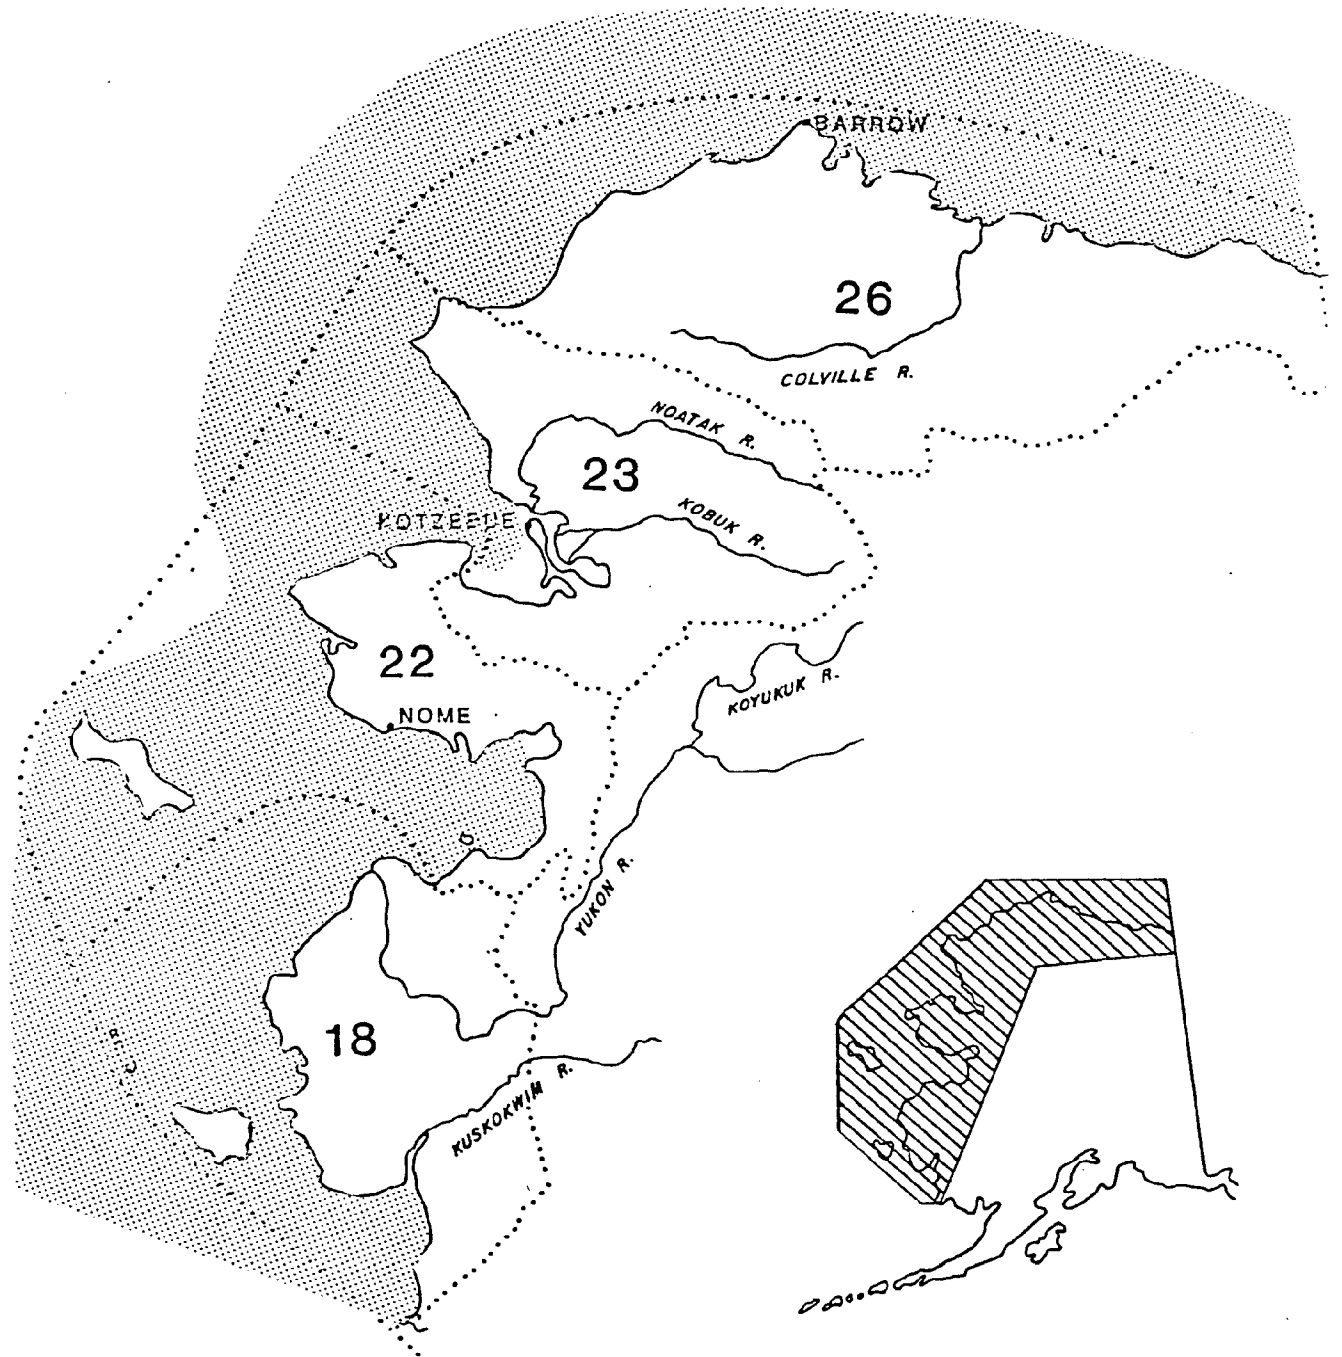 BARROW
26
COLVILLE R.
NOATAK R.
23
KOBUK R.
22
KOYUKUK R.
NOME
YUKON R.
18
KUSKOKWIM R.